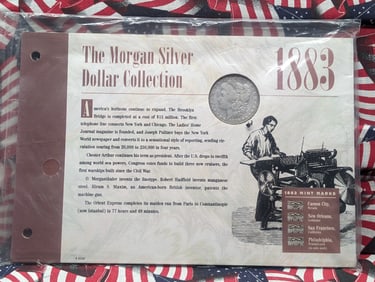 The Morgan Silver
Dollar Collection
1883
America's horizons continue to expand. The Brooklyn
Bridge is completed at a cost of $15 million. The first
telephone line connects New York and Chicago. The Ladies' Home
Journal magazine is founded, and Joseph Pulitzer buys the New York
World newspaper and converts it to a sensational style of reporting, sending cir-
culation soaring from 20,000 to 250,000 in four years.
Chester Arthur continues his term as president. After the U.S. drops to twelfth
among world sea powers, Congress votes funds to build three new cruisers, the
first warships built since the Civil War.
Mergenthaler invents the linotype. Robert Hadfield invents manganese
steel. Hiram S. Maxim, an American-born British inventor, patents the
machine gun.
The Orient Express completes its maiden run from Paris to Constantinople
(now Istanbul) in 77 hours and 49 minutes.
1883 MINT MARKS
Carson City,
Nevada
New Orleans,
Louisiana
San Francisco,
California
Philadelphia,
Pennsylvania